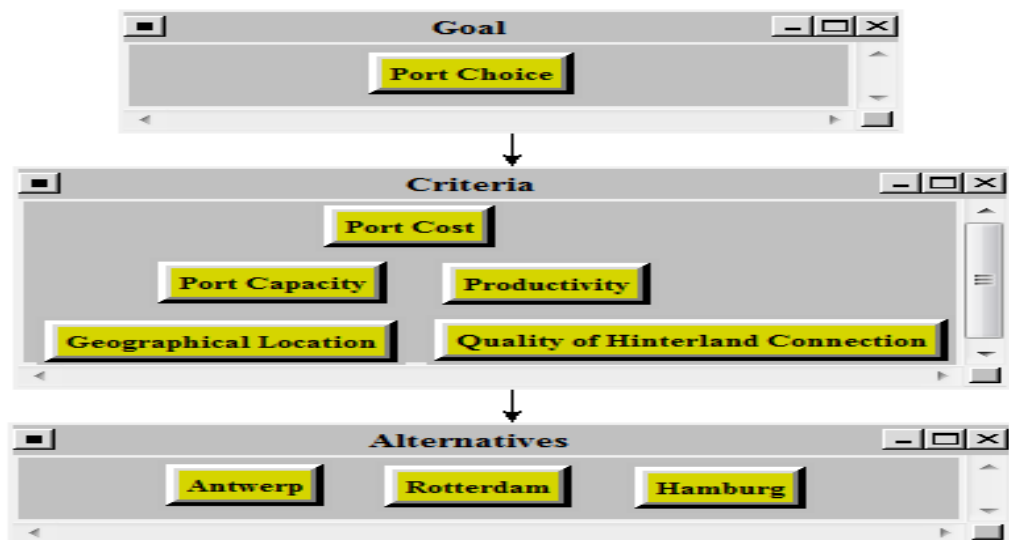 Goal
Port Choice
Criteria
Port Cost
Port Capacity
Productivity
Geographical Location
Quality of Hinterland Connection
Alternatives
Antwerp
Rotterdam
Hamburg